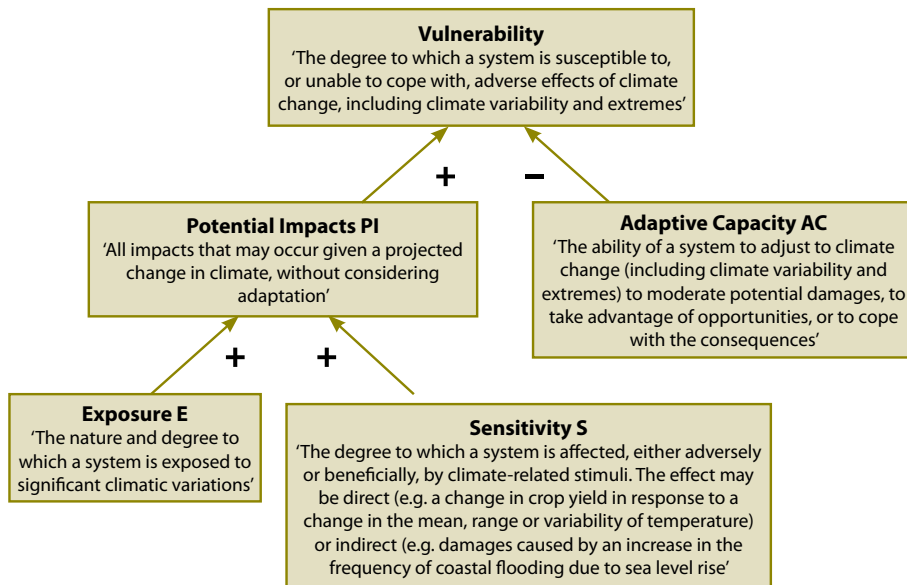 Vulnerability
‘The degree to which a system is susceptible to,
or unable to cope with, adverse effects of climate
change, including climate variability and extremes’
+
–
Potential Impacts PI
‘All impacts that may occur given a projected
change in climate, without considering
adaptation’
Adaptive Capacity AC
‘The ability of a system to adjust to climate
change (including climate variability and
extremes) to moderate potential damages, to
take advantage of opportunities, or to cope
with the consequences’
+
+
Exposure E
‘The nature and degree to
which a system is exposed to
significant climatic variations’
Sensitivity S
‘The degree to which a system is affected, either adversely
or beneficially, by climate-related stimuli. The effect may
be direct (e.g. a change in crop yield in response to a
change in the mean, range or variability of temperature)
or indirect (e.g. damages caused by an increase in the
frequency of coastal flooding due to sea level rise’